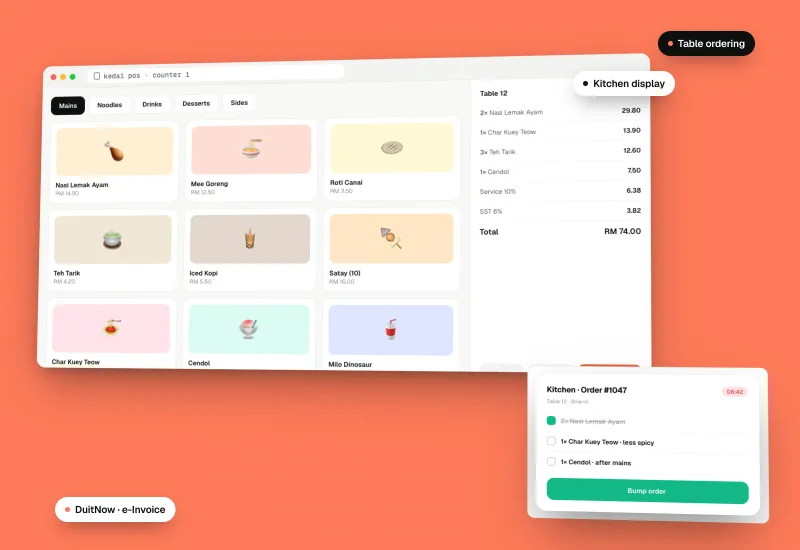 Table ordering
Kitchen display
kedai pos · counter 1
Mains
Noodles
Drinks
Desserts
Sides
Nasi Lemak Ayam
RM 14.90
Mee Goreng
RM 12.50
Roti Canai
RM 3.50
Teh Tarik
RM 4.20
Iced Kopi
RM 5.50
Satay (10)
RM 16.00
Char Kuey Teow
Cendol
Milo Dinosaur
Table 12
2× Nasi Lemak Ayam 29.80
1× Char Kuey Teow 13.90
3× Teh Tarik 12.60
1× Cendol 7.50
Service 10% 6.38
SST 6% 3.82
Total RM 74.00
Kitchen · Order #1047
06:42
Table 12 · Dine-in
2× Nasi Lemak Ayam
1× Char Kuey Teow · less spicy
1× Cendol · after mains
Bump order
DuitNow · e-Invoice